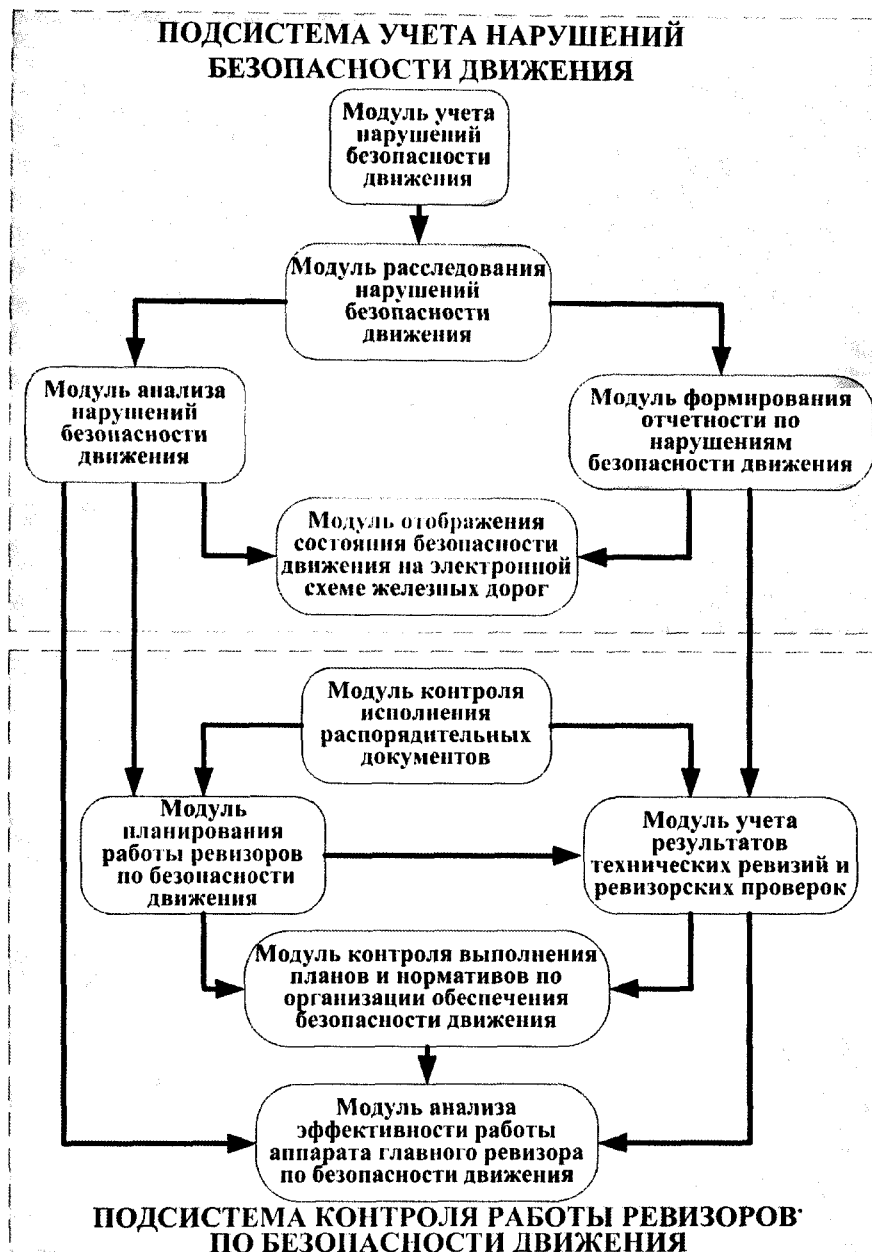 ПОДСИСТЕМА УЧЕТА НАРУШЕНИЙ
БЕЗОПАСНОСТИ ДВИЖЕНИЯ
Модуль учета
нарушений
безопасности
движения
Модуль расследования
нарушений
безопасности
движения
Модуль анализа
нарушений
безопасности
движения
Модуль формирования
отчетности по
нарушениям
безопасности движения
Модуль отображения
состояния безопасности
движения на электронной
схеме железных дорог
Модуль контроля
исполнения
распорядительных
документов
Модуль
планирования
работы ревизоров
по безопасности
движения
Модуль учета
результатов
технических ревизий и
ревизорских проверок
Модуль контроля выполнения
планов и нормативов по
организации обеспечения
безопасности движения
Модуль анализа
эффективности работы
аппарата главного ревизора
по безопасности движения
ПОДСИСТЕМА КОНТРОЛЯ РАБОТЫ РЕВИЗОРОВ
ПО БЕЗОПАСНОСТИ ДВИЖЕНИЯ